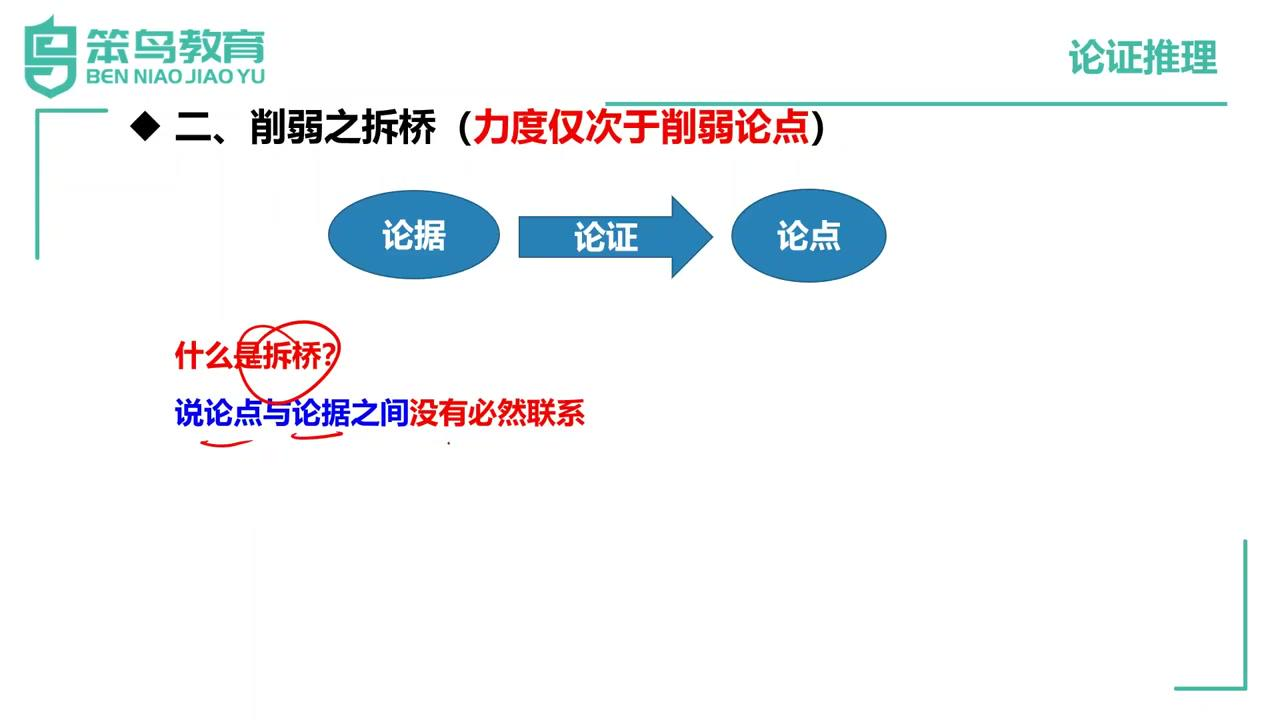 笨鸟教育
BEN NIAO JIAO YU
论证推理
二、削弱之拆桥（力度仅次于削弱论点）
论据
论证
论点
什么是拆桥?
说论点与论据之间没有必然联系